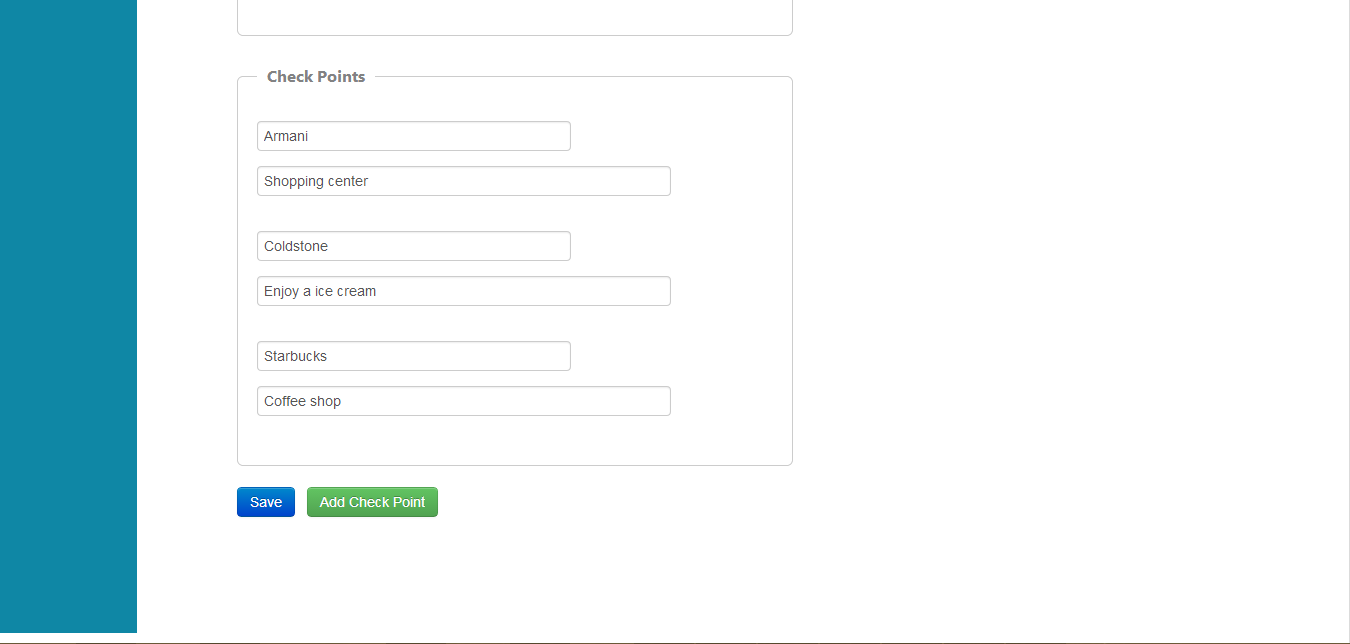 Check Points
Armani
Shopping center
Coldstone
Enjoy a ice cream
Starbucks
Coffee shop
Save Add Check Point